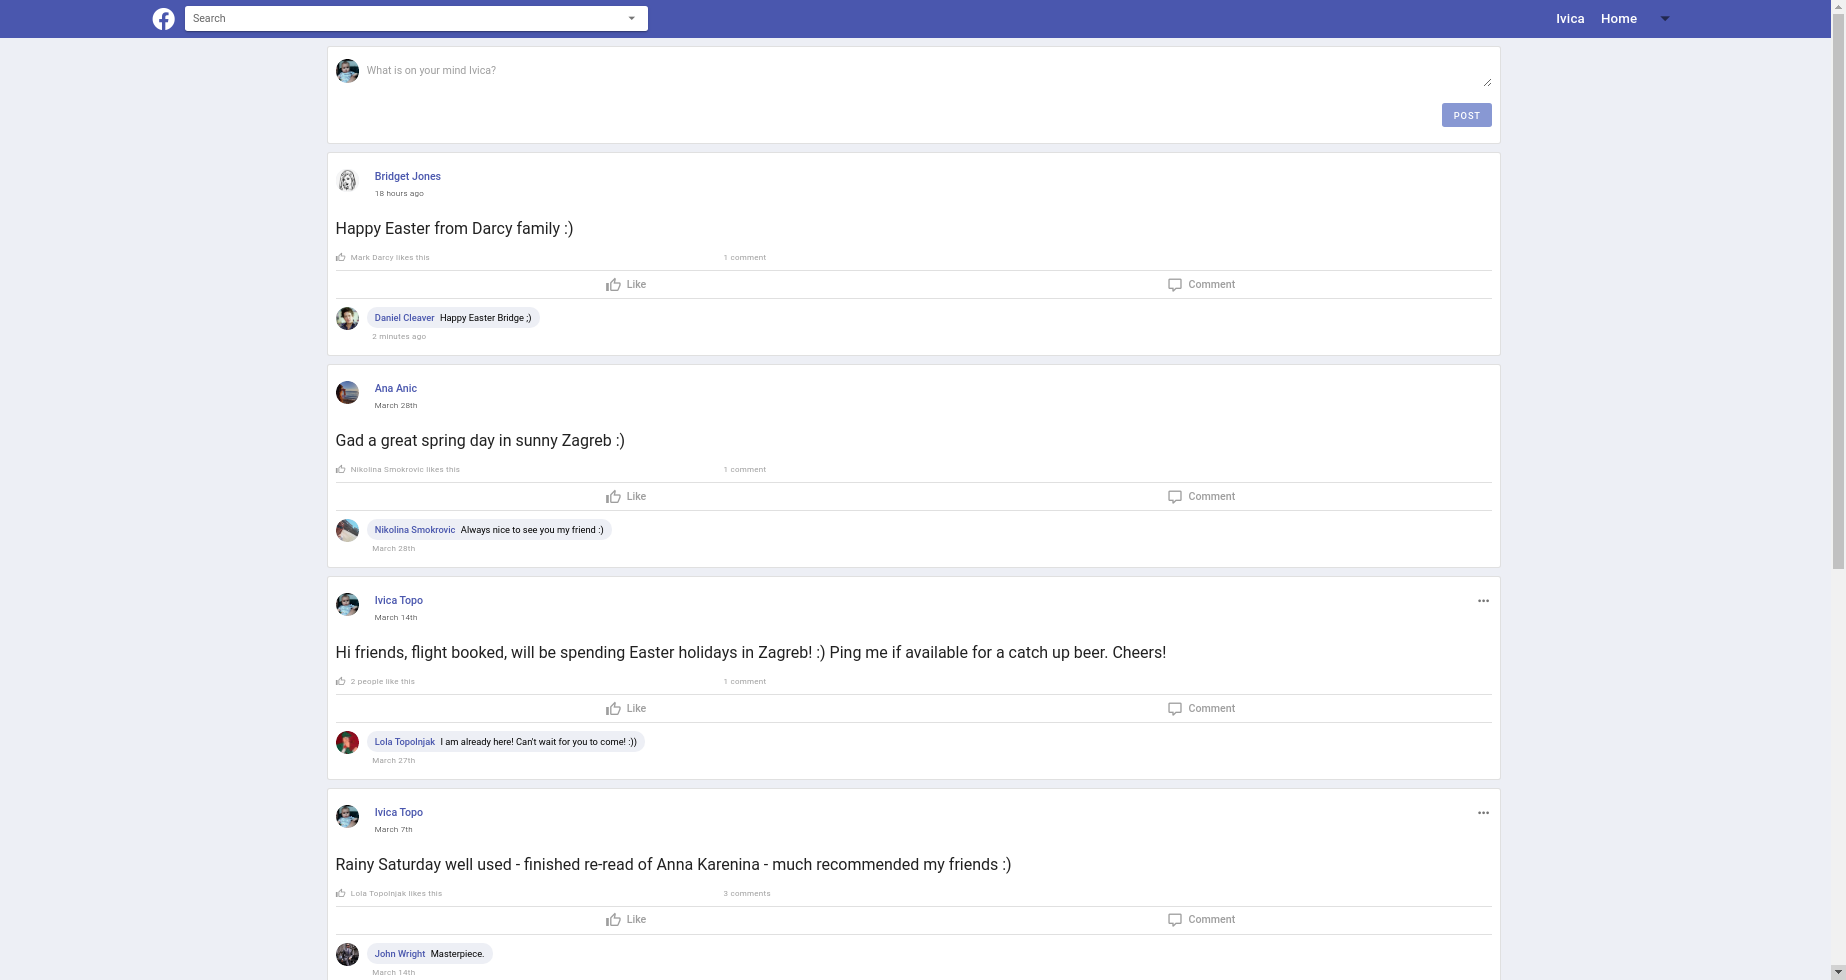 Search
Ivica Home
What is on your mind Ivica?
POST
Bridget Jones
18 hours ago
Happy Easter from Darcy family :)
Mark Darcy likes this 1 comment
Like Comment
Daniel Cleaver Happy Easter Bridge ;)
2 minutes ago
Ana Anic
March 28th
Gad a great spring day in sunny Zagreb :)
Nikolina Smokrovic likes this 1 comment
Like Comment
Nikolina Smokrovic Always nice to see you my friend :)
March 28th
Ivica Topo
March 14th
Hi friends, flight booked, will be spending Easter holidays in Zagreb! :) Ping me if available for a catch up beer. Cheers!
2 people like this 1 comment
Like Comment
Lola Topolnjak I am already here! Can't wait for you to come! :))
March 27th
Ivica Topo
March 7th
Rainy Saturday well used - finished re-read of Anna Karenina - much recommended my friends :)
Lola Topolnjak likes this 3 comments
Like Comment
John Wright Masterpiece.
March 14th